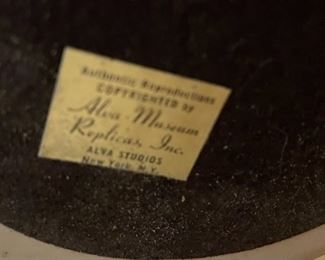 Authentic Reproductions
COPYRIGHTED by
Alva Museum
Replicas, Inc.
ALVA STUDIOS
New York, N.Y.